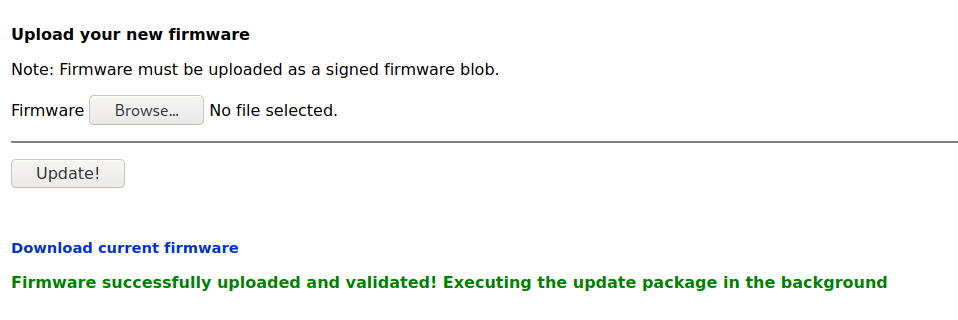 Upload your new firmware
Note: Firmware must be uploaded as a signed firmware blob.
Firmware Browse... No file selected.
Update!
Download current firmware
Firmware successfully uploaded and validated! Executing the update package in the background